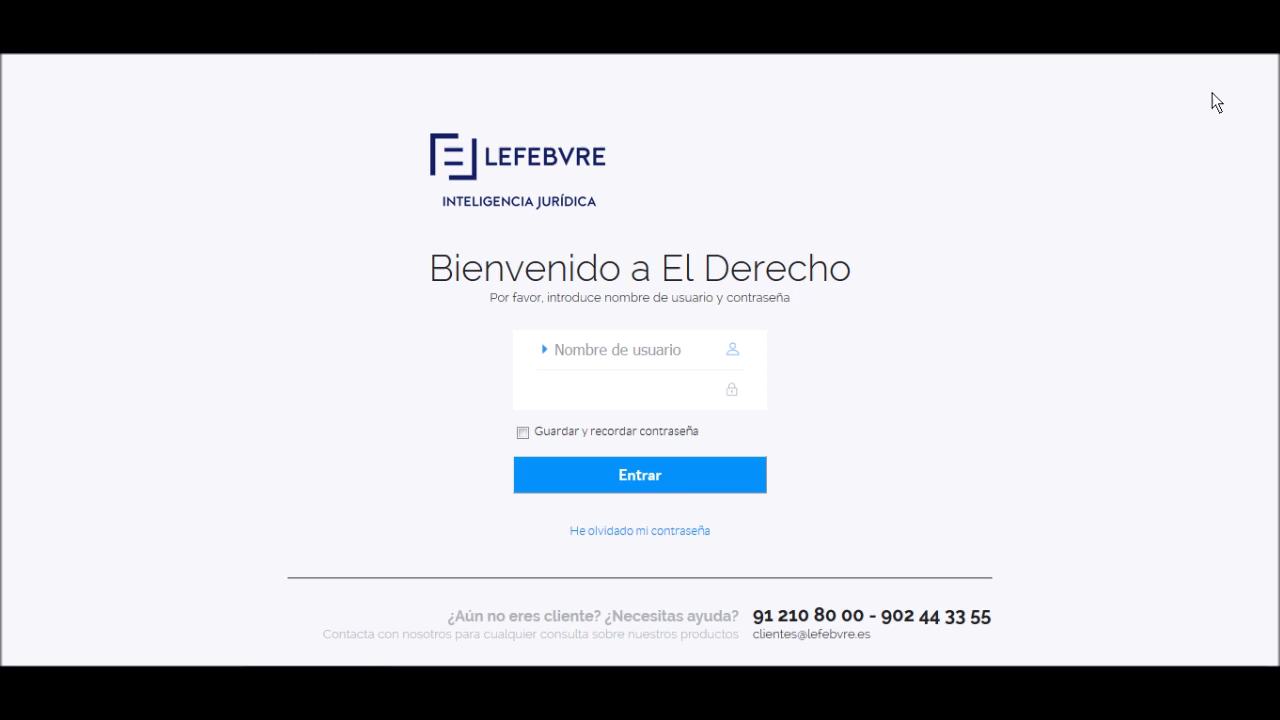 LEFEBVRE
INTELIGENCIA JURÍDICA
Bienvenido a El Derecho
Por favor, introduce nombre de usuario y contraseña
Nombre de usuario
Guardar y recordar contraseña
Entrar
He olvidado mi contraseña
¿Aún no eres cliente? ¿Necesitas ayuda? 91 210 80 00 - 902 44 33 55
Contacta con nosotros para cualquier consulta sobre nuestros productos clientes@lefebvre.es